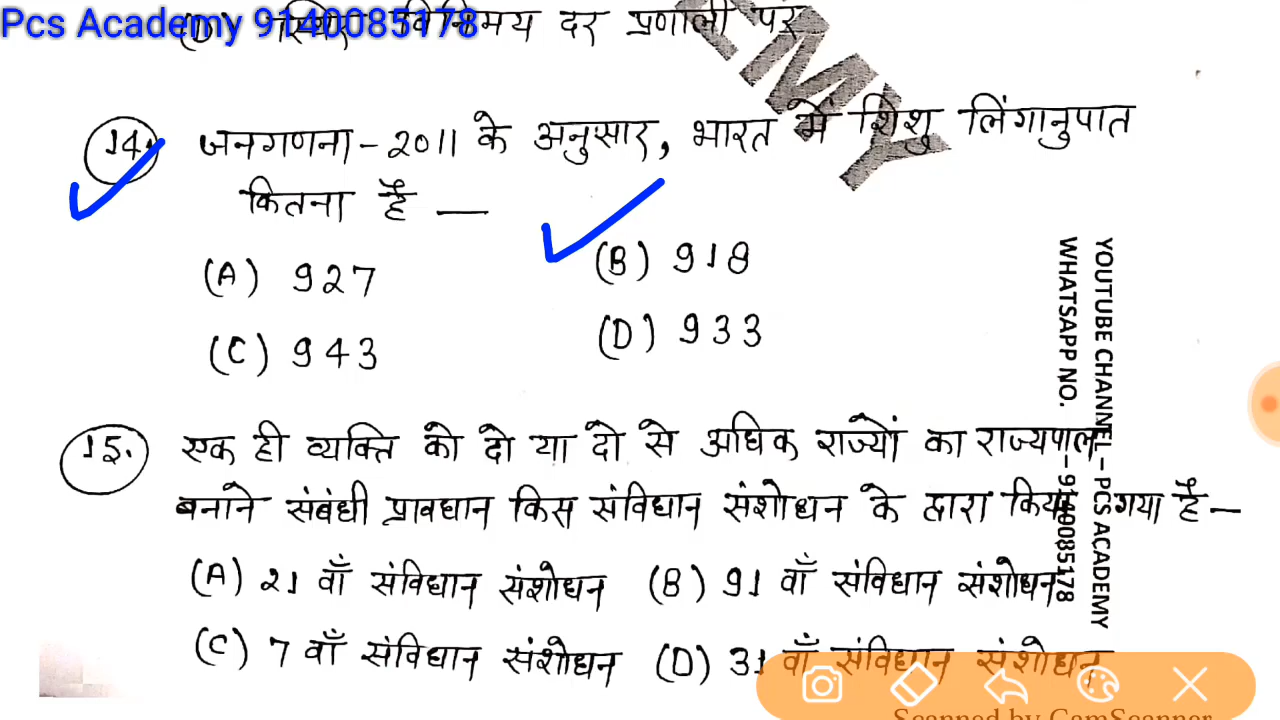 Pcs Academy 9140085178
(D) स्थिर विनिमय दर प्रणाली पर
14. जनगणना - 2011 के अनुसार, भारत में शिशु लिंगानुपात
कितना है —
(A) 927 (B) 918
(C) 943 (D) 933
15. एक ही व्यक्ति को दो या दो से अधिक राज्यों का राज्यपाल
बनाने संबंधी प्रावधान किस संविधान संशोधन के द्वारा किया गया है —
(A) 21 वाँ संविधान संशोधन (B) 91 वाँ संविधान संशोधन
(C) 7 वाँ संविधान संशोधन (D) 31 वाँ संविधान संशोधन
YOUTUBE CHANNEL – PCS ACADEMY
WHATSAPP NO. – 9140085178
Scanned by CamScanner